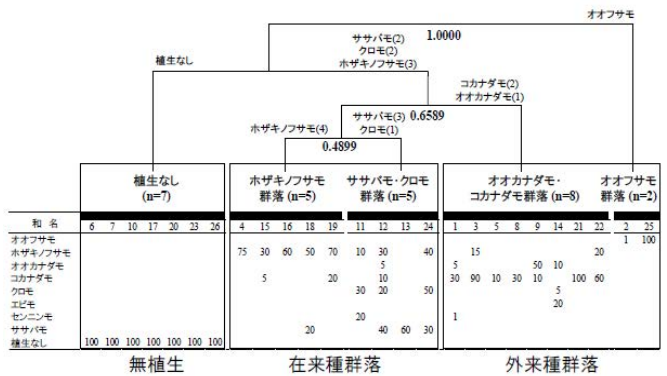 オオフサモ
ササバモ(2) 1.0000
クロモ(2)
植生なし ホザキノフサモ(3)
コカナダモ(2)
オオカナダモ(1)
ササバモ(3) 0.6589
ホザキノフサモ(4) クロモ(1)
0.4899
植生なし ホザキノフサモ ササバモ・クロモ オオカナダモ・ オオフサモ
(n=7) 群落 (n=5) 群落 (n=5) コカナダモ群落 (n=8) 群落 (n=2)
和 名 6 7 10 17 20 23 26 4 15 16 18 19 11 12 13 24 1 3 5 8 9 14 21 22 2 25
オオフサモ 1 100
ホザキノフサモ 75 30 60 50 70 10 30 40 15 20
オオカナダモ 5 5 50 10
コカナダモ 5 20 10 30 90 10 30 10 100 60
クロモ 30 20 50 5
エビモ 20
センニンモ 20 1
ササバモ 20 40 60 30
植生なし 100 100 100 100 100 100 100
無植生 在来種群落 外来種群落